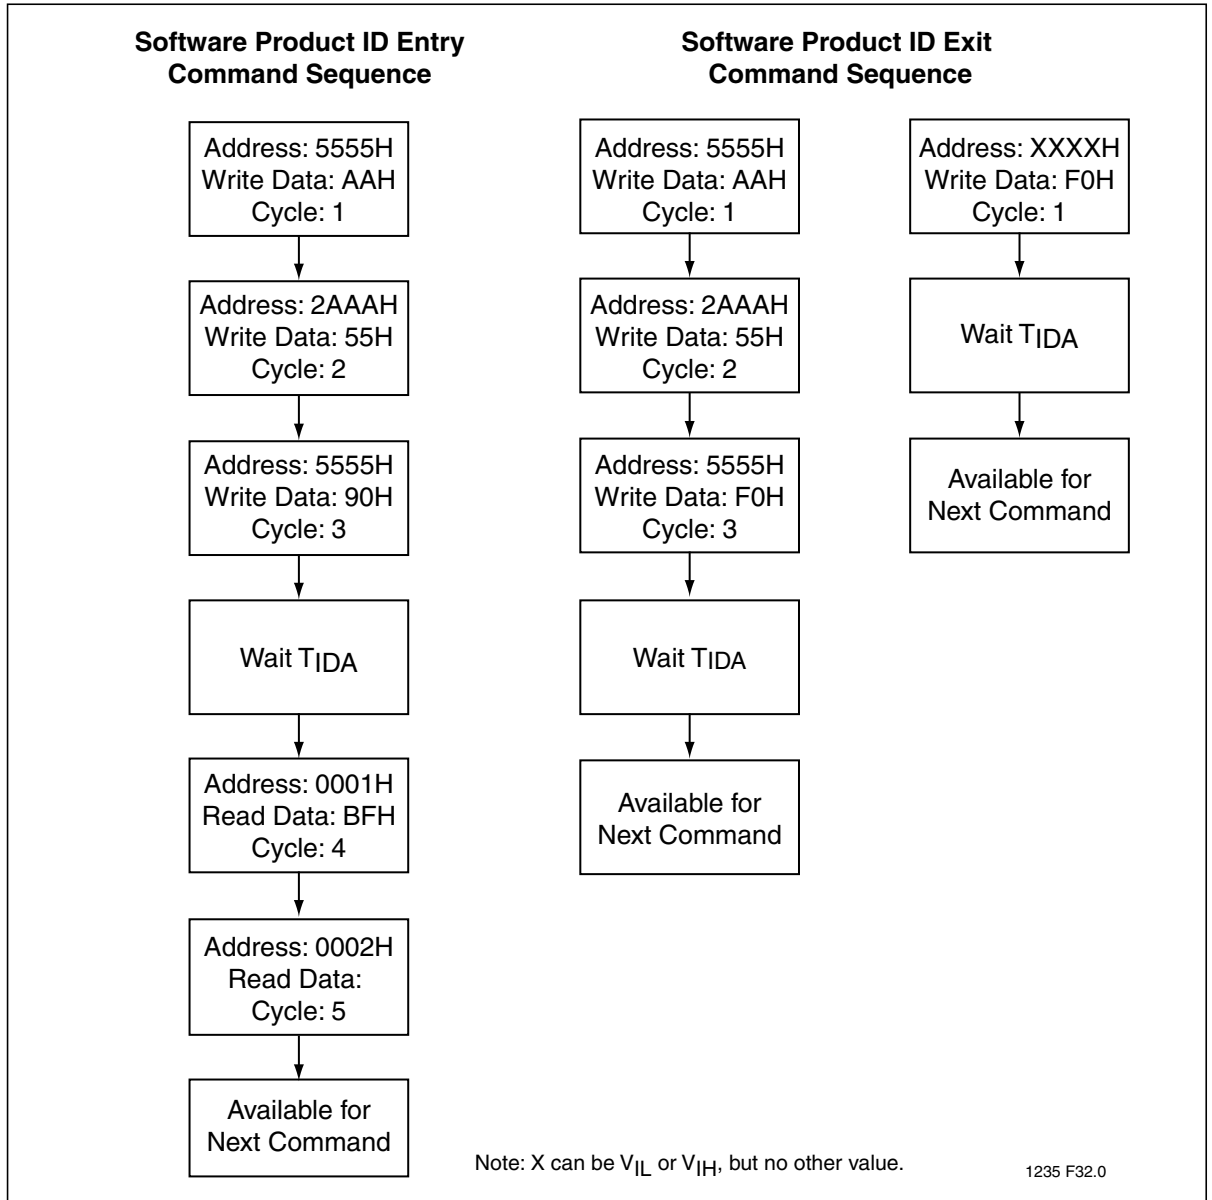 Software Product ID Entry
Command Sequence
Address: 5555H
Write Data: AAH
Cycle: 1
Address: 2AAAH
Write Data: 55H
Cycle: 2
Address: 5555H
Write Data: 90H
Cycle: 3
Wait TIDA
Address: 0001H
Read Data: BFH
Cycle: 4
Address: 0002H
Read Data:
Cycle: 5
Available for
Next Command
Software Product ID Exit
Command Sequence
Address: 5555H
Write Data: AAH
Cycle: 1
Address: 2AAAH
Write Data: 55H
Cycle: 2
Address: 5555H
Write Data: F0H
Cycle: 3
Wait TIDA
Available for
Next Command
Address: XXXXH
Write Data: F0H
Cycle: 1
Wait TIDA
Available for
Next Command
Note: X can be VIL or VIH, but no other value.
1235 F32.0